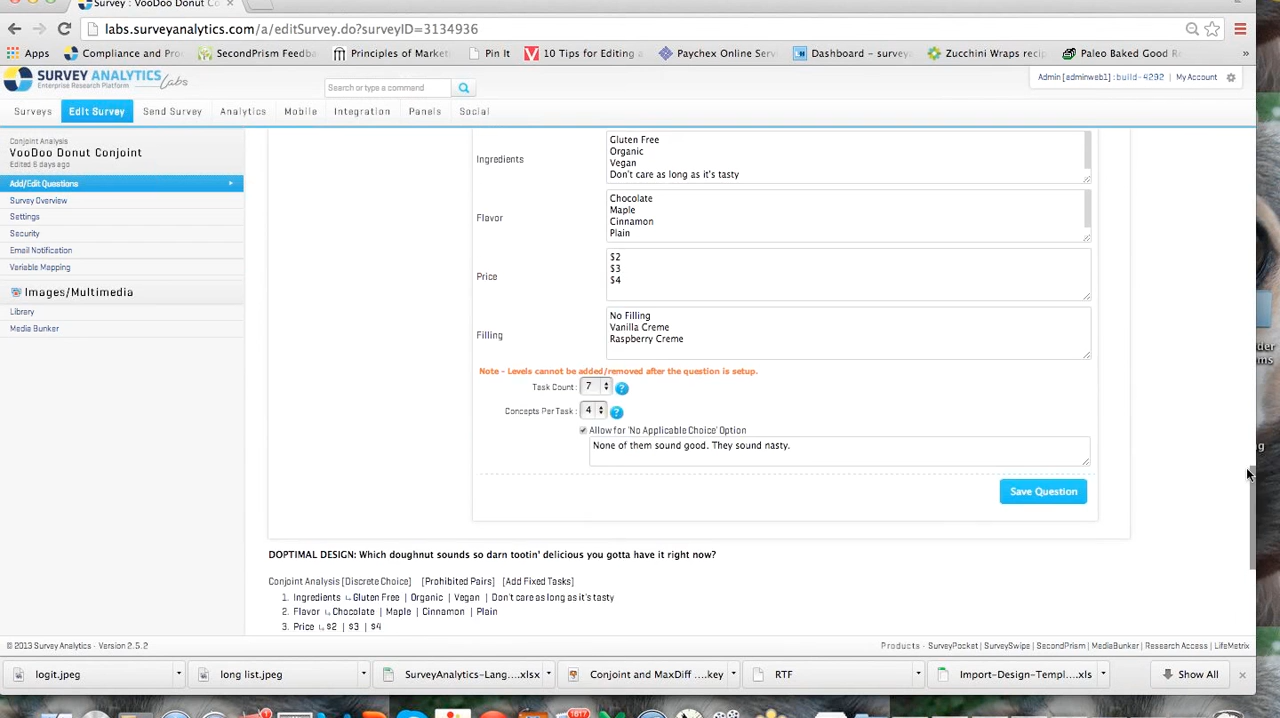 Survey : VooDoo Donut Co
labs.surveyanalytics.com/a/editSurvey.do?surveyID=3134936
Apps Compliance and Pro SecondPrism Feedba Principles of Market Pin It 10 Tips for Editing Paychex Online Serv Dashboard - survey Zucchini Wraps reci Paleo Baked Good R »
SURVEY ANALYTICS Labs
Enterprise Research Platform
Search or type a command
Admin [adminweb1] :build-4292 | My Account
Surveys Edit Survey Send Survey Analytics Mobile Integration Panels Social
Conjoint Analysis
VooDoo Donut Conjoint
Edited 6 days ago
Add/Edit Questions
Survey Overview
Settings
Security
Email Notification
Variable Mapping
Images/Multimedia
Library
Media Bunker
Ingredients
Gluten Free
Organic
Vegan
Don't care as long as it's tasty
Flavor
Chocolate
Maple
Cinnamon
Plain
Price
$2
$3
$4
Filling
No Filling
Vanilla Creme
Raspberry Creme
Note - Levels cannot be added/removed after the question is setup.
Task Count : 7 ?
Concepts Per Task : 4 ?
Allow for 'No Applicable Choice' Option
None of them sound good. They sound nasty.
Save Question
DOPTIMAL DESIGN: Which doughnut sounds so darn tootin' delicious you gotta have it right now?
Conjoint Analysis [Discrete Choice] [Prohibited Pairs] [Add Fixed Tasks]
1. Ingredients Gluten Free | Organic | Vegan | Don't care as long as it's tasty
2. Flavor Chocolate | Maple | Cinnamon | Plain
3. Price $2 | $3 | $4
© 2013 Survey Analytics - Version 2.5.2
Products - SurveyPocket | SurveySwipe | SecondPrism | MediaBunker | Research Access | LifeMetrix
logit.jpeg long list.jpeg SurveyAnalytics-Lang....xlsx Conjoint and MaxDiff ....key RTF Import-Design-Templ....xls Show All
1617